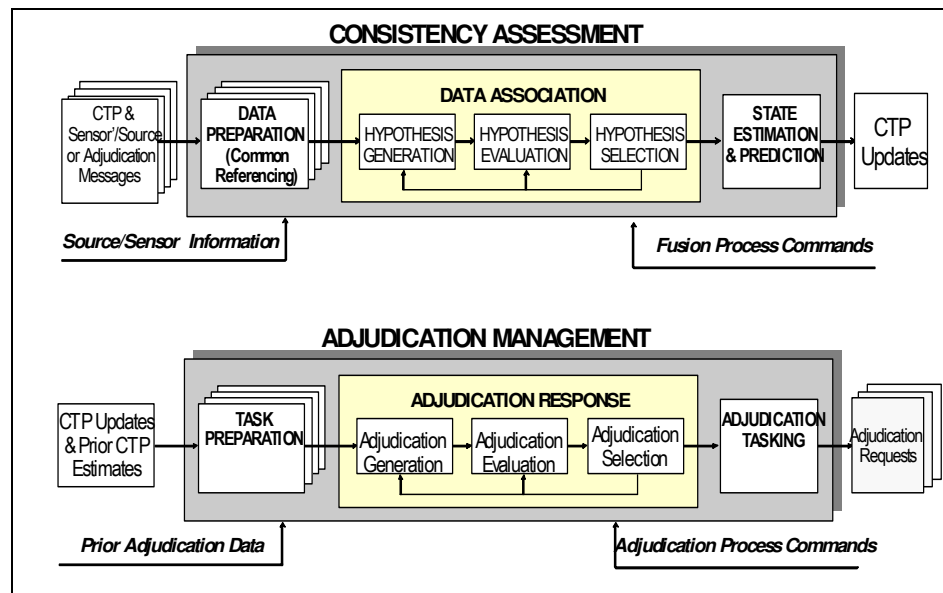 CONSISTENCY ASSESSMENT
CTP &
Sensor'/Source
or Adjudication
Messages
DATA
PREPARATION
(Common
Referencing)
DATA ASSOCIATION
HYPOTHESIS
GENERATION
HYPOTHESIS
EVALUATION
HYPOTHESIS
SELECTION
STATE
ESTIMATION
& PREDICTION
CTP
Updates
Source/Sensor Information
Fusion Process Commands
ADJUDICATION MANAGEMENT
CTP Updates
& Prior CTP
Estimates
TASK
PREPARATION
ADJUDICATION RESPONSE
Adjudication
Generation
Adjudication
Evaluation
Adjudication
Selection
ADJUDICATION
TASKING
Adjudication
Requests
Prior Adjudication Data
Adjudication Process Commands